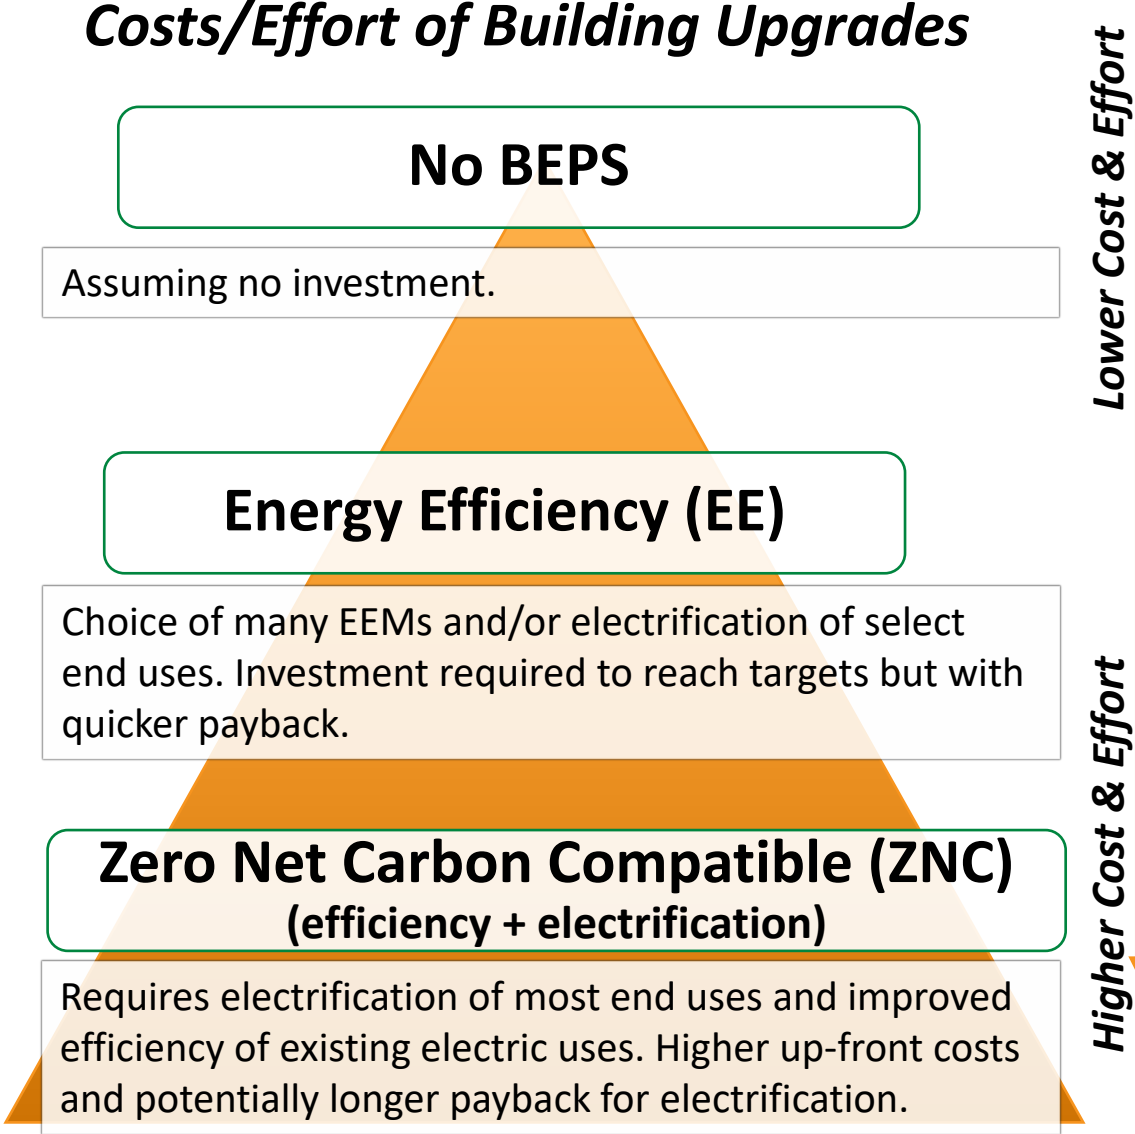 Costs/Effort of Building Upgrades
Lower Cost & Effort
No BEPS
Assuming no investment.
Energy Efficiency (EE)
Choice of many EEMs and/or electrification of select
end uses. Investment required to reach targets but with
quicker payback.
Higher Cost & Effort
Zero Net Carbon Compatible (ZNC)
(efficiency + electrification)
Requires electrification of most end uses and improved
efficiency of existing electric uses. Higher up-front costs
and potentially longer payback for electrification.